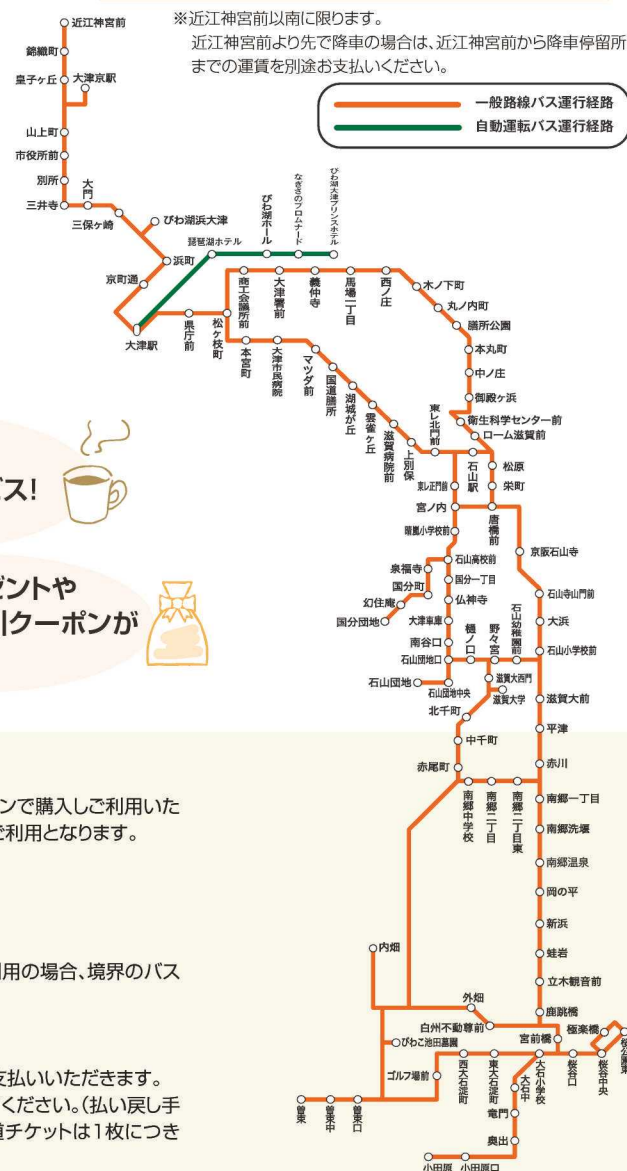 ※近江神宮前以南に限ります。
近江神宮前より先で降車の場合は、近江神宮前から降車停留所
までの運賃を別途お支払いください。
一般路線バス運行経路
自動運転バス運行経路
近江神宮前
錦織町
皇子ヶ丘
大津京駅
山上町
市役所前
別所
三井寺
大門
三保ヶ崎
びわ湖浜大津
浜町
京町通
大津駅
琵琶湖ホテル
びわ湖ホール
なぎさのプロムナード
びわ湖大津プリンスホテル
県庁前
松ヶ枝町
商工会議所前
大津署前
義仲寺
馬場一丁目
西ノ庄
木ノ下町
丸ノ内町
膳所公園
本丸町
中ノ庄
御殿ヶ浜
衛生科学センター前
ローム滋賀前
本宮町
大津市民病院
マツダ前
国道膳所
湖城が丘
雲雀ヶ丘
滋賀病院前
上別保
東レ北門前
石山駅
松原
栄町
東レ正門前
宮ノ内
唐橋前
晴嵐小学校前
京阪石山寺
石山高校前
泉福寺
国分一丁目
国分町
幻住庵
国分団地
仏神寺
石山寺山門前
大津車庫
大浜
南谷口
樋ノ口
野々宮
石山幼稚園前
石山小学校前
石山団地口
石山団地
石山団地中央
滋賀大西門
滋賀大学
滋賀大前
北千町
平津
中千町
赤川
赤尾町
南郷中学校
南郷二丁目
南郷二丁目東
南郷一丁目
南郷洗堰
南郷温泉
岡の平
新浜
蛙岩
立木観音前
鹿跳橋
内畑
外畑
白州不動尊前
宮前橋
極楽橋
桜公園東
びわこ池田墓園
ゴルフ場前
西大石淀町
東大石淀町
大石小学校
桜谷口
桜谷中央
曽東
曽東中
曽東口
大石中
竜門
奥出
小田原
小田原口
ビス!
ゼントや
引クーポンが
ンで購入しご利用いた
ご利用となります。
用の場合、境界のバス
支払いいただきます。
ください。(払い戻し手
道チケットは1枚につき